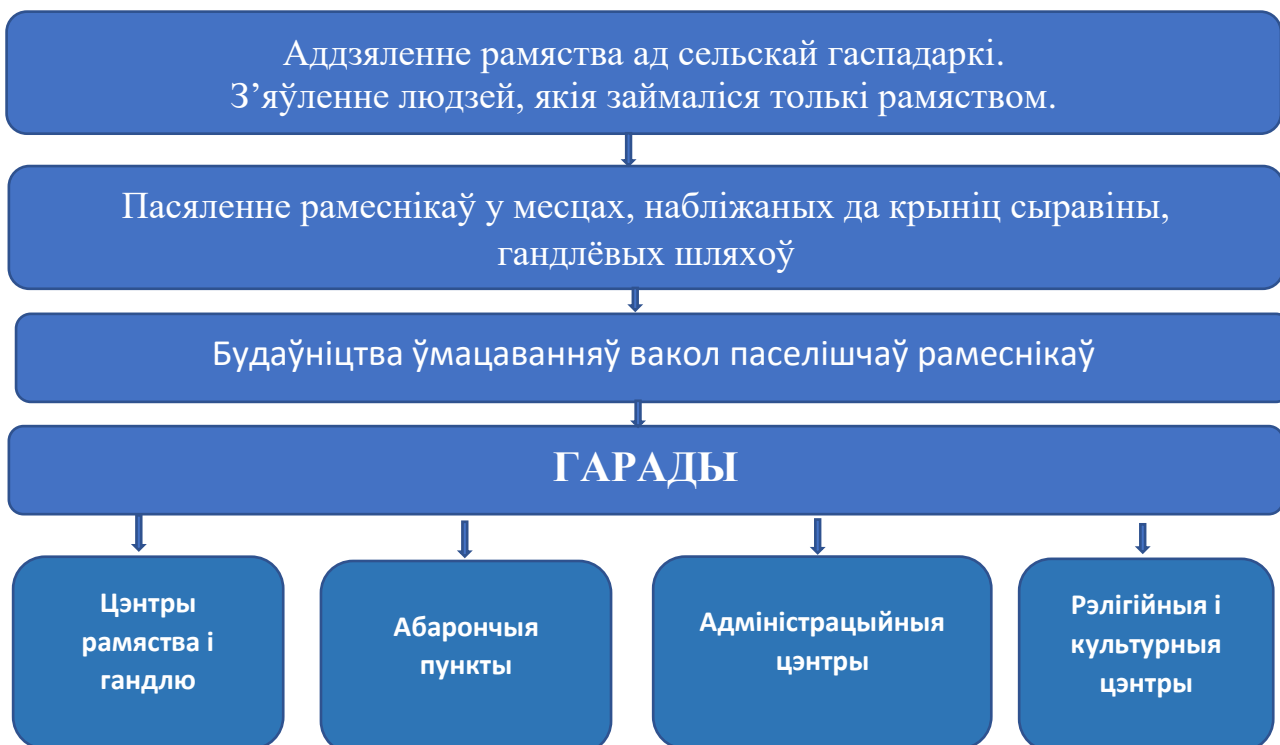 Аддзяленне рамяства ад сельскай гаспадаркі.
З’яўленне людзей, якія займаліся толькі рамяством.
Пасяленне рамеснікаў у месцах, набліжаных да крыніц сыравіны,
гандлёвых шляхоў
Будаўніцтва ўмацаванняў вакол паселішчаў рамеснікаў
ГАРАДЫ
Цэнтры
рамяства і
гандлю
Абарончыя
пункты
Адміністрацыйныя
цэнтры
Рэлігійныя і
культурныя
цэнтры